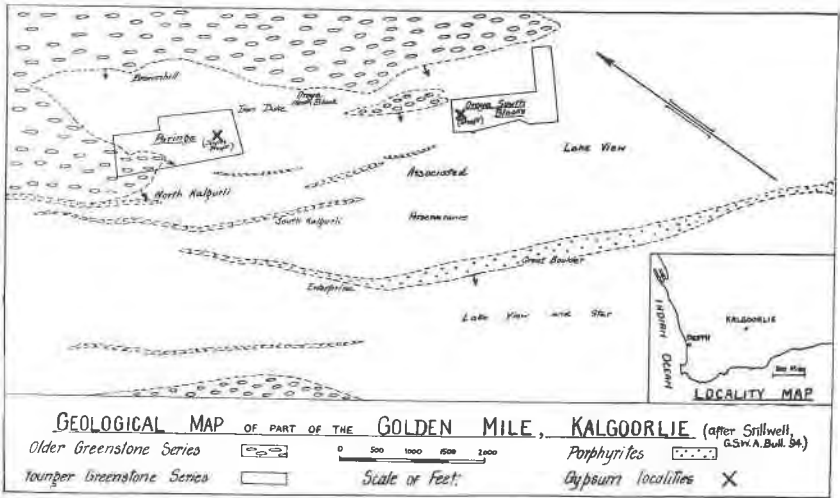 Brownhill
Iron Duke
Oroya
North Block
Oroya South
Block
(Shaft)
Paringa
(South
Shaft)
Lake View
Associated
North Kalgurli
South Kalgurli
Perseverance
Great Boulder
Enterprise
Lake View and Star
INDIAN OCEAN
KALGOORLIE
PERTH
LOCALITY MAP
GEOLOGICAL MAP OF PART OF THE GOLDEN MILE, KALGOORLIE (after Stillwell,
G.S.W.A. Bull. 94.)
Older Greenstone Series
0 500 1000 1500 2000
Porphyrites
Younger Greenstone Series
Scale of Feet.
Gypsum localities